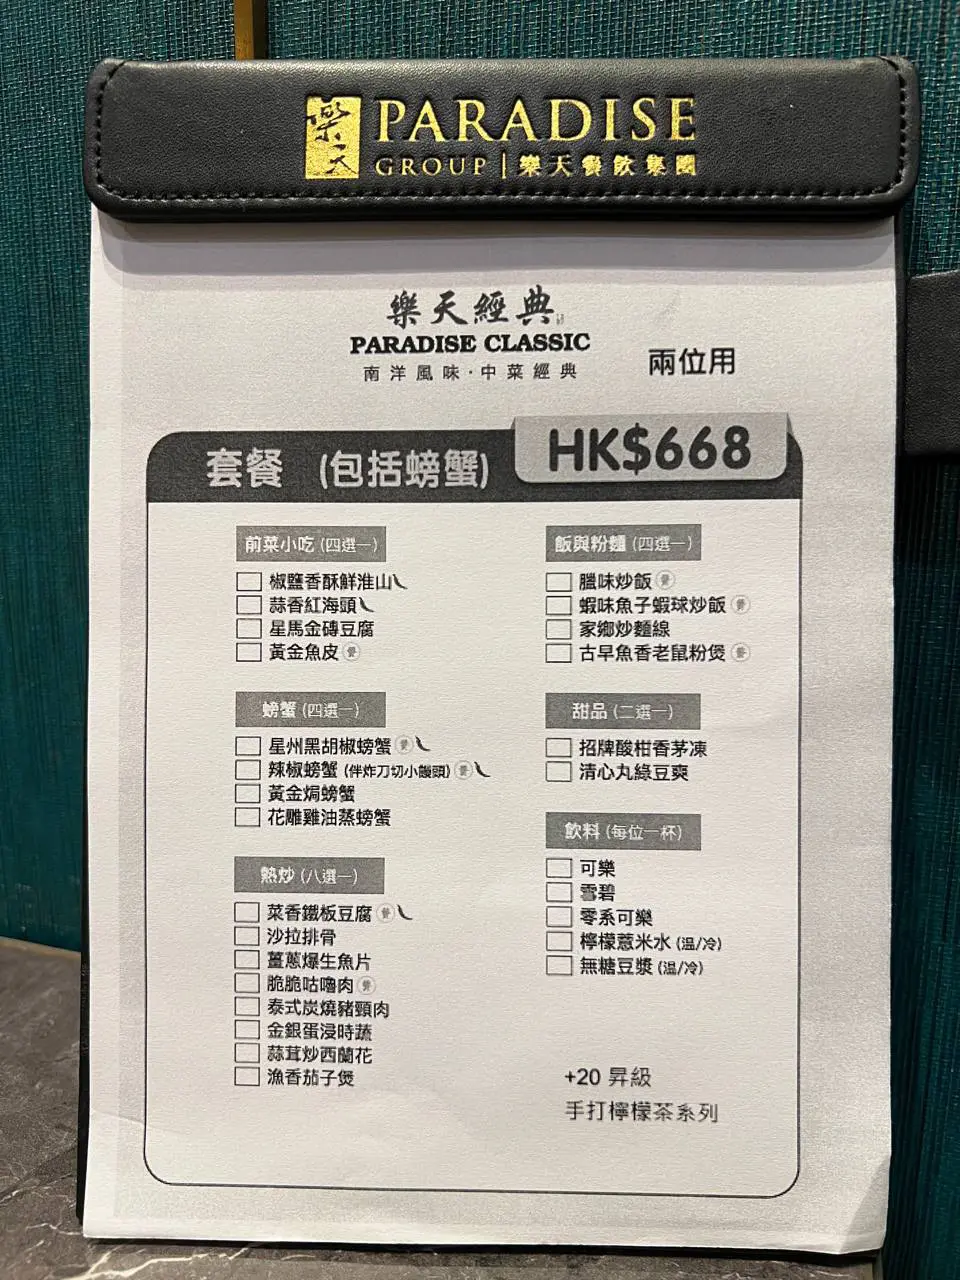 樂天
PARADISE
GROUP | 樂天餐飲集團
樂天經典
PARADISE CLASSIC
南洋風味·中菜經典
兩位用
套餐 (包括螃蟹)
HK$668
前菜小吃 (四選一)
椒鹽香酥鮮淮山
蒜香紅海頭
星馬金磚豆腐
黃金魚皮
螃蟹 (四選一)
星州黑胡椒螃蟹
辣椒螃蟹 (伴炸刀切小饅頭)
黃金焗螃蟹
花雕雞油蒸螃蟹
熱炒 (八選一)
菜香鐵板豆腐
沙拉排骨
薑蔥爆生魚片
脆脆咕嚕肉
泰式炭燒豬頸肉
金銀蛋浸時蔬
蒜茸炒西蘭花
漁香茄子煲
飯與粉麵 (四選一)
臘味炒飯
蝦味魚子蝦球炒飯
家鄉炒麵線
古早魚香老鼠粉煲
甜品 (二選一)
招牌酸柑香茅凍
清心丸綠豆爽
飲料 (每位一杯)
可樂
雪碧
零系可樂
檸檬薏米水 (温/冷)
無糖豆漿 (温/冷)
+20 昇級
手打檸檬茶系列